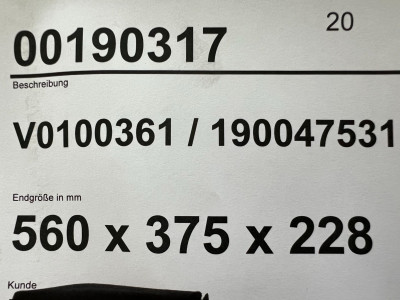 20
00190317
Beschreibung
V0100361 / 190047531
Endgröße in mm
560 x 375 x 228
Kunde